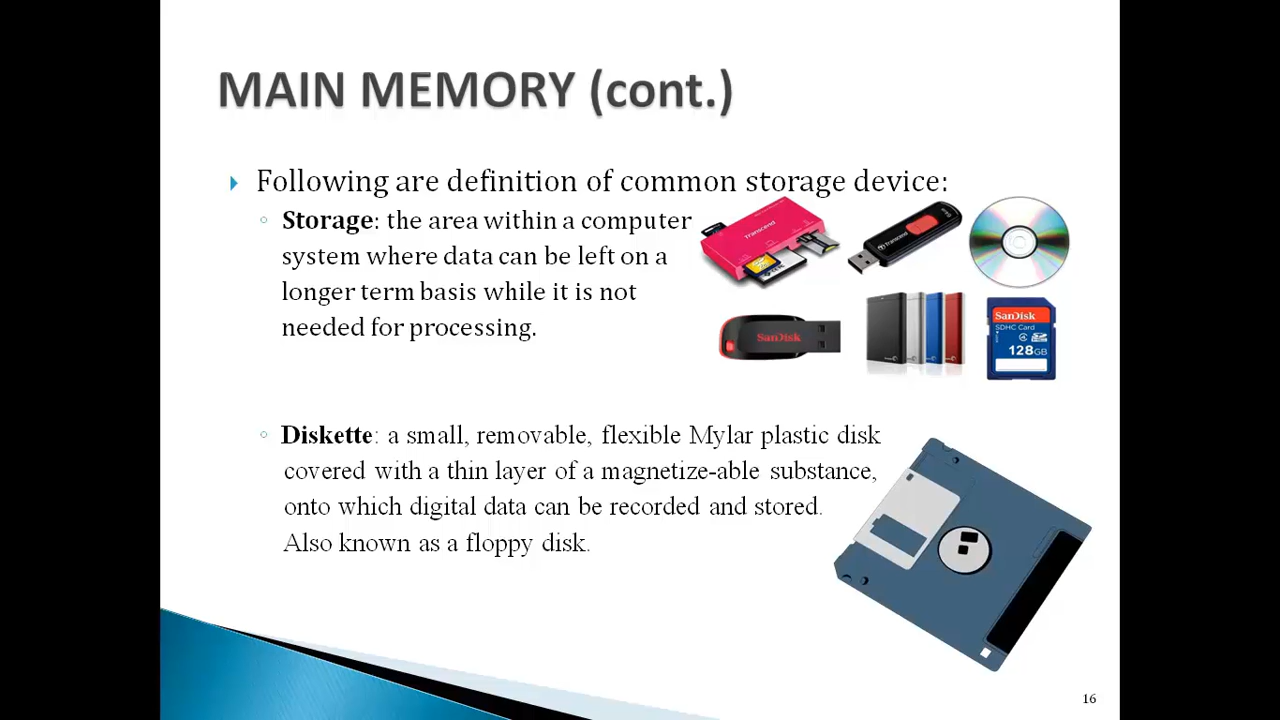 MAIN MEMORY (cont.)
Following are definition of common storage device:
Storage: the area within a computer
system where data can be left on a
longer term basis while it is not
needed for processing.
Transcend
Transcend
SanDisk
SanDisk
SDHC Card
128GB
Diskette: a small, removable, flexible Mylar plastic disk
covered with a thin layer of a magnetize-able substance,
onto which digital data can be recorded and stored.
Also known as a floppy disk.
16